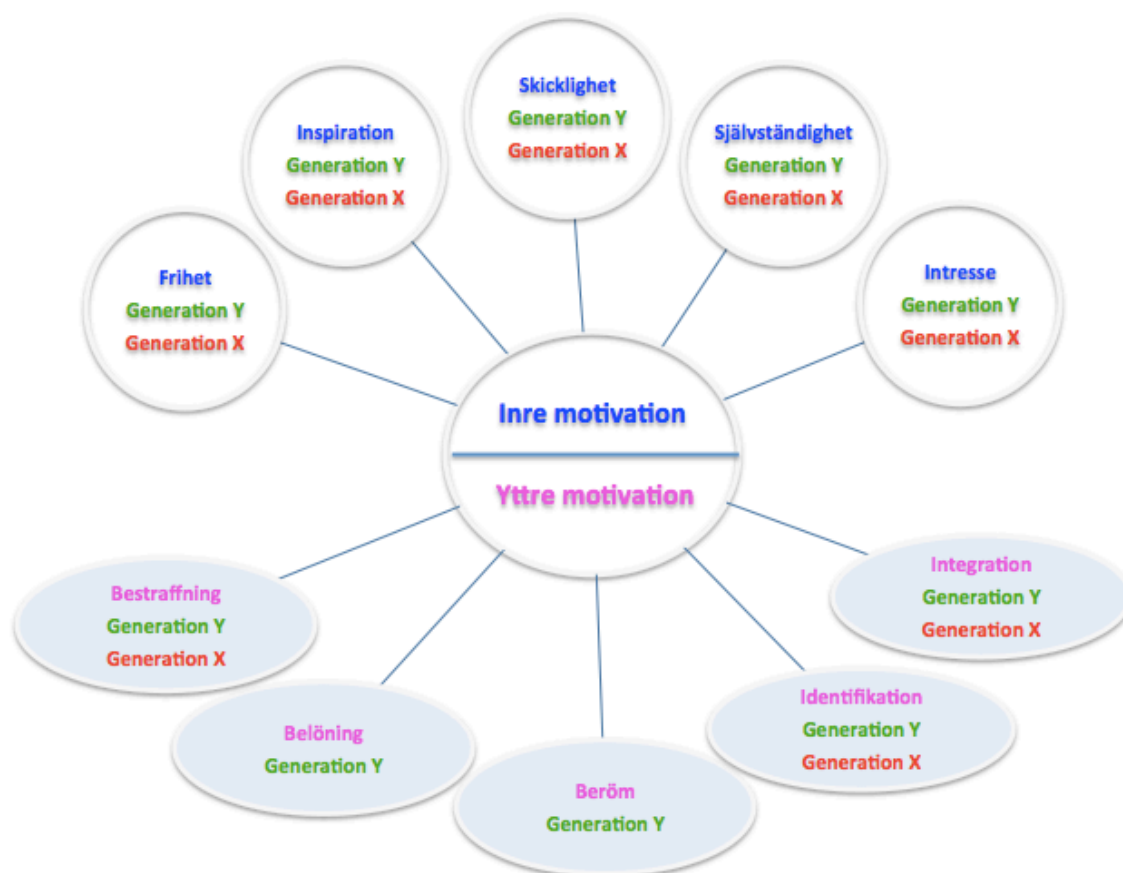 Skicklighet
Generation Y
Generation X
Inspiration
Generation Y
Generation X
Självständighet
Generation Y
Generation X
Frihet
Generation Y
Generation X
Intresse
Generation Y
Generation X
Inre motivation
Yttre motivation
Bestraffning
Generation Y
Generation X
Integration
Generation Y
Generation X
Belöning
Generation Y
Identifikation
Generation Y
Generation X
Beröm
Generation Y